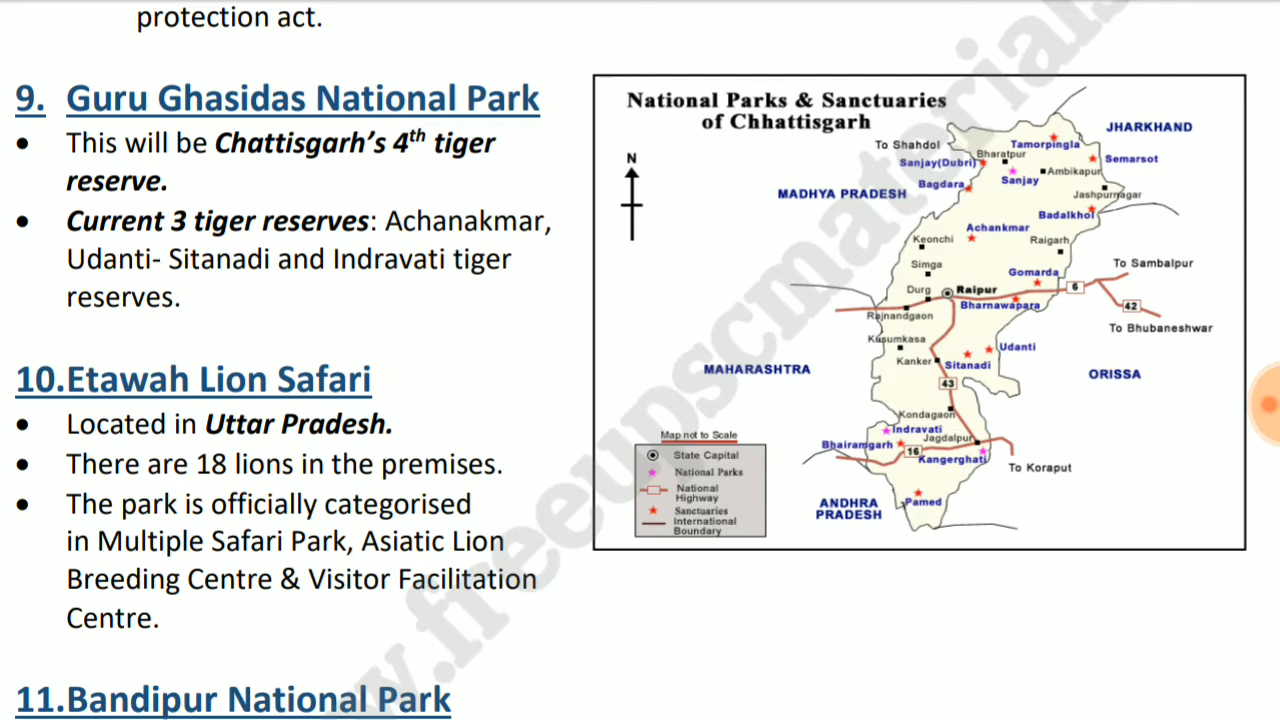 protection act.
9. Guru Ghasidas National Park
• This will be Chattisgarh's 4th tiger
reserve.
• Current 3 tiger reserves: Achanakmar,
Udanti- Sitanadi and Indravati tiger
reserves.
10.Etawah Lion Safari
• Located in Uttar Pradesh.
• There are 18 lions in the premises.
• The park is officially categorised
in Multiple Safari Park, Asiatic Lion
Breeding Centre & Visitor Facilitation
Centre.
11.Bandipur National Park
National Parks & Sanctuaries
of Chhattisgarh
N
JHARKHAND
To Shahdol
Tamorpingla
Bharatpur
Semarsot
Sanjay(Dubri)
Ambikapur
Sanjay
Bagdara
MADHYA PRADESH
Jashpurnagar
Badalkhol
Achankmar
Keonchi
Raigarh
Simga
To Sambalpur
Gomarda
Durg
Raipur
6
Bharnawapara
42
Rajnandgaon
To Bhubaneshwar
Kusumkasa
Udanti
Kanker
Sitanadi
MAHARASHTRA
ORISSA
43
Kondagaon
Indravati
Jagdalpur
Bhairamgarh
16
Kangerghati
To Koraput
ANDHRA
PRADESH
Pamed
Map not to Scale
State Capital
National Parks
National
Highway
Sanctuaries
International
Boundary
w.freeupscmaterials